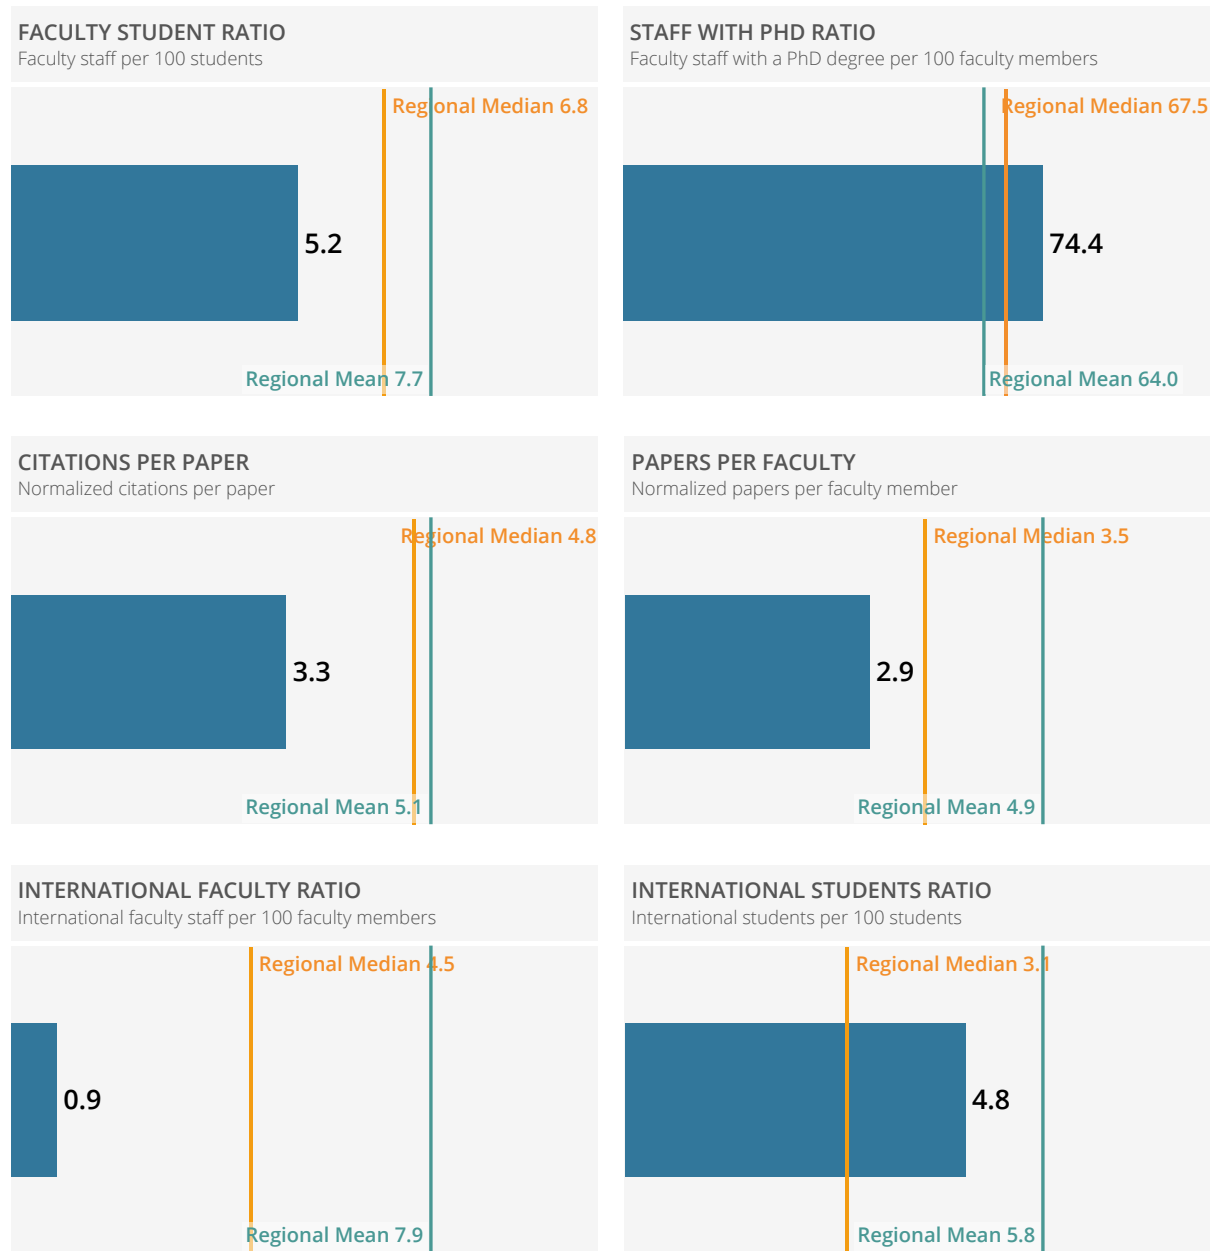 FACULTY STUDENT RATIO
Faculty staff per 100 students
Regional Median 6.8
5.2
Regional Mean 7.7
STAFF WITH PHD RATIO
Faculty staff with a PhD degree per 100 faculty members
Regional Median 67.5
74.4
Regional Mean 64.0
CITATIONS PER PAPER
Normalized citations per paper
Regional Median 4.8
3.3
Regional Mean 5.1
PAPERS PER FACULTY
Normalized papers per faculty member
Regional Median 3.5
2.9
Regional Mean 4.9
INTERNATIONAL FACULTY RATIO
International faculty staff per 100 faculty members
Regional Median 4.5
0.9
Regional Mean 7.9
INTERNATIONAL STUDENTS RATIO
International students per 100 students
Regional Median 3.1
4.8
Regional Mean 5.8